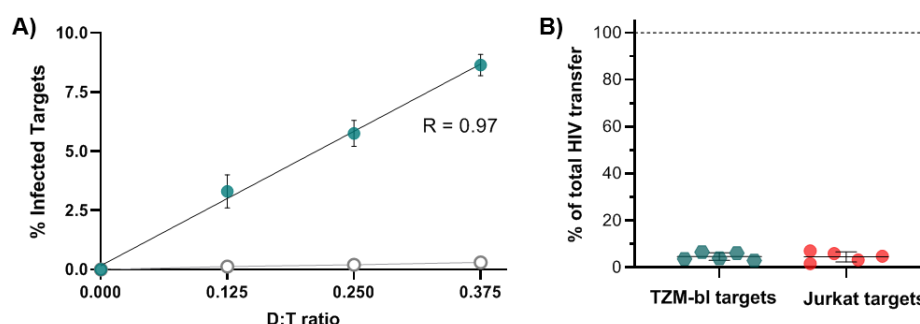 A)
% Infected Targets
10.0
7.5
5.0
2.5
0.0
R = 0.97
0.000
0.125
0.250
0.375
D:T ratio
B)
% of total HIV transfer
100
80
60
40
20
0
TZM-bl targets
Jurkat targets